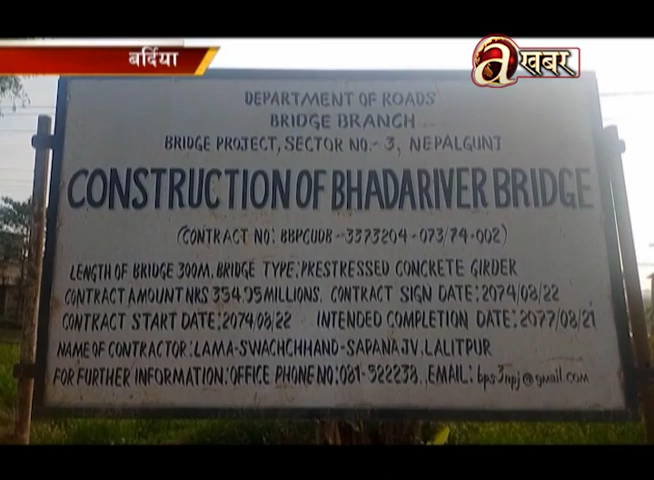 बर्दिया
a खबर
DEPARTMENT OF ROADS
BRIDGE BRANCH
BRIDGE PROJECT, SECTOR NO.- 3, NEPALGUNJ
CONSTRUCTION OF BHADARIVER BRIDGE
(CONTRACT NO: BBPCUDB-3373204-073/74-002)
LENGTH OF BRIDGE 300M. BRIDGE TYPE: PRESTRESSED CONCRETE GIRDER
CONTRACT AMOUNT NRS 354.95 MILLIONS. CONTRACT SIGN DATE: 2074/08/22
CONTRACT START DATE: 2074/08/22 INTENDED COMPLETION DATE: 2077/08/21
NAME OF CONTRACTOR: LAMA-SWACHCHHAND-SAPANA JV. LALITPUR
FOR FURTHER INFORMATION: OFFICE PHONE NO: 081-522238. EMAIL: bps3npj@gmail.com